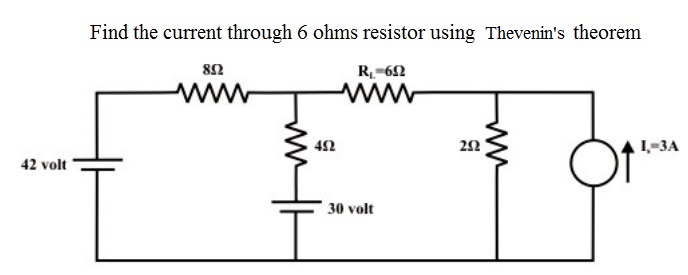 Find the current through 6 ohms resistor using Thevenin's theorem
8Ω
R_L=6Ω
4Ω
2Ω
I_s=3A
42 volt
30 volt